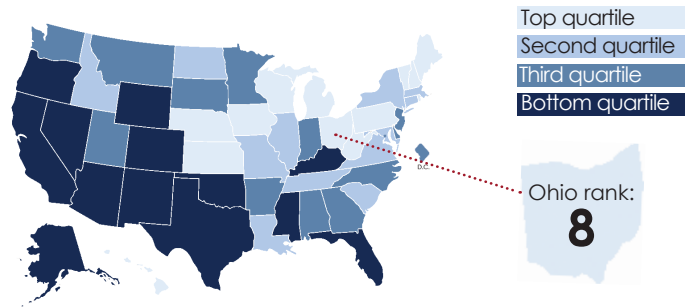 Top quartile
Second quartile
Third quartile
Bottom quartile
D.C.
Ohio rank:
8